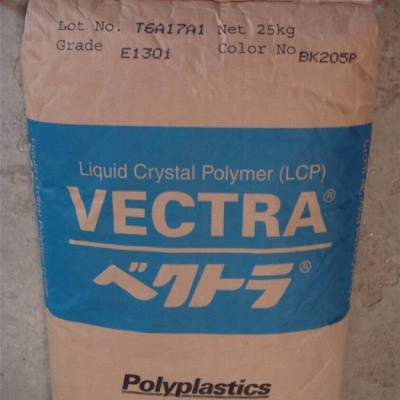 Lot No. T6A17A1 Net 25kg
Grade E130i Color No BK205P
Liquid Crystal Polymer (LCP)
VECTRA®
ベクトラ®
Polyplastics